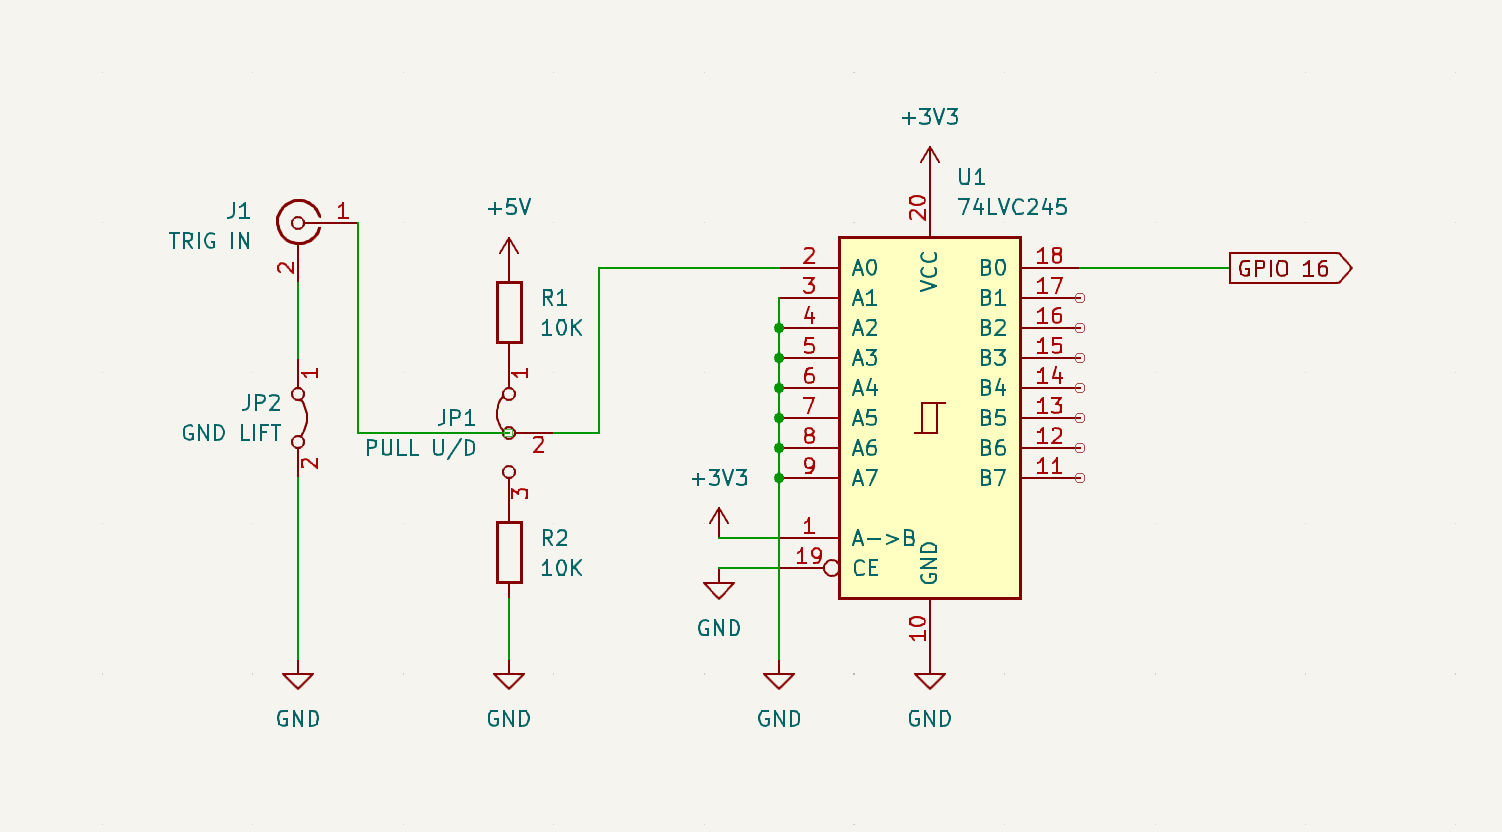 +3V3
U1
74LVC245
20
J1
TRIG IN
1
2
+5V
R1
10K
1
JP2
GND LIFT
1
2
JP1
PULL U/D
2
3
R2
10K
VCC
2 A0 B0 18
3 A1 B1 17
4 A2 B2 16
5 A3 B3 15
6 A4 B4 14
7 A5 B5 13
8 A6 B6 12
9 A7 B7 11
GPIO 16
+3V3
1 A->B
19 CE
GND
GND
10
GND
GND
GND
GND